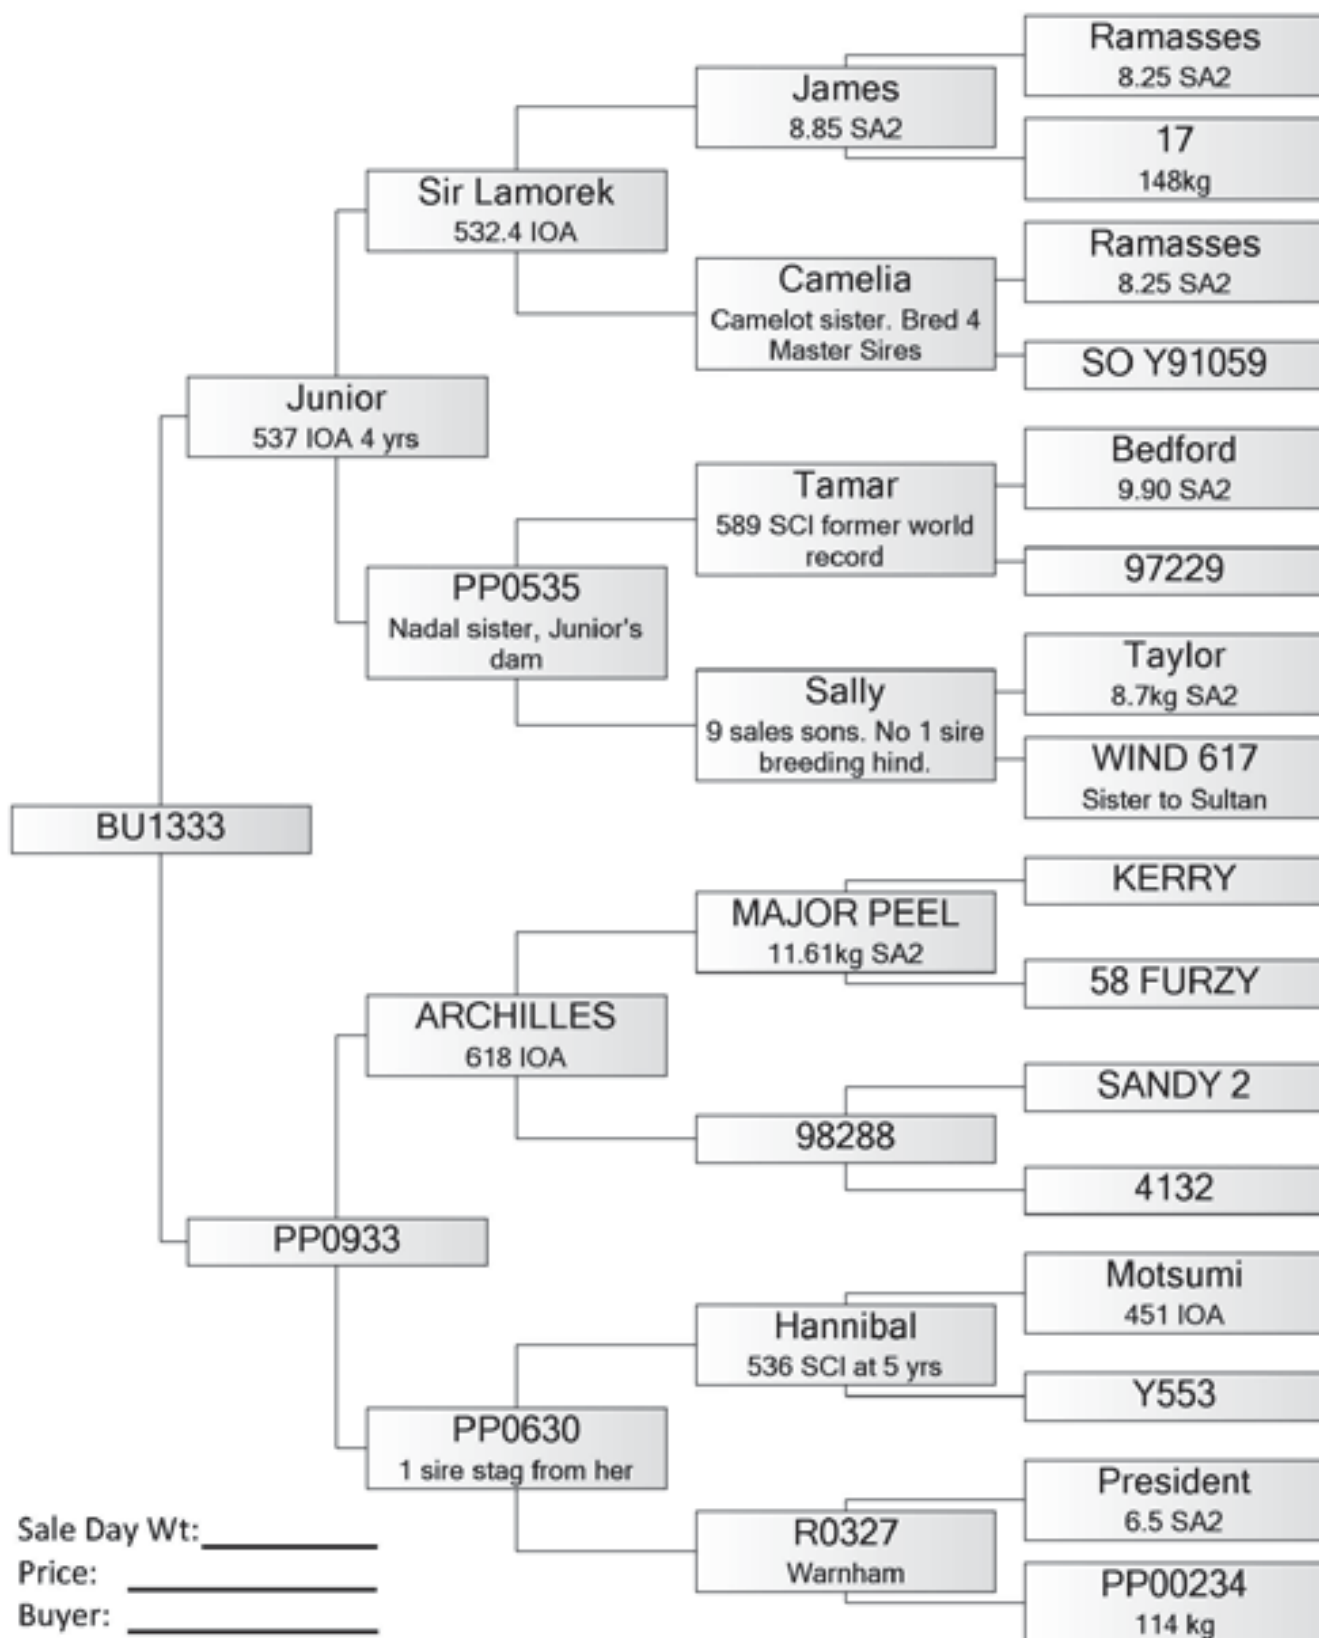 Ramasses
8.25 SA2
James
8.85 SA2
17
148kg
Sir Lamorek
532.4 IOA
Ramasses
8.25 SA2
Camelia
Camelot sister. Bred 4
Master Sires
SO Y91059
Junior
537 IOA 4 yrs
Bedford
9.90 SA2
Tamar
589 SCI former world
record
97229
PP0535
Nadal sister, Junior's
dam
Taylor
8.7kg SA2
Sally
9 sales sons. No 1 sire
breeding hind.
WIND 617
Sister to Sultan
BU1333
KERRY
MAJOR PEEL
11.61kg SA2
58 FURZY
ARCHILLES
618 IOA
SANDY 2
98288
4132
PP0933
Motsumi
451 IOA
Hannibal
536 SCI at 5 yrs
Y553
PP0630
1 sire stag from her
President
6.5 SA2
R0327
Warnham
PP00234
114 kg
Sale Day Wt:
Price:
Buyer: